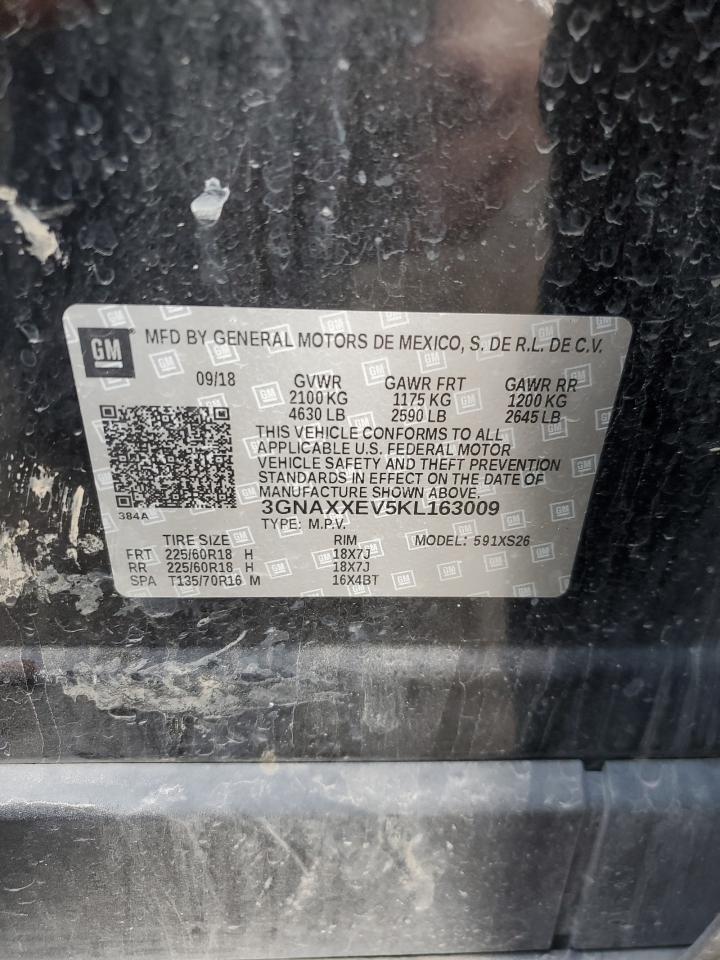 GM MFD BY GENERAL MOTORS DE MEXICO, S. DE R.L. DE C.V.
09/18 GVWR GAWR FRT GAWR RR
2100 KG 1175 KG 1200 KG
4630 LB 2590 LB 2645 LB
THIS VEHICLE CONFORMS TO ALL
APPLICABLE U.S. FEDERAL MOTOR
VEHICLE SAFETY AND THEFT PREVENTION
STANDARDS IN EFFECT ON THE DATE OF
MANUFACTURE SHOWN ABOVE.
3GNAXXEV5KL163009
384A
TYPE: M.P.V.
TIRE SIZE RIM MODEL: 591XS26
FRT 225/60R18 H 18X7J
RR 225/60R18 H 18X7J
SPA T135/70R16 M 16X4BT